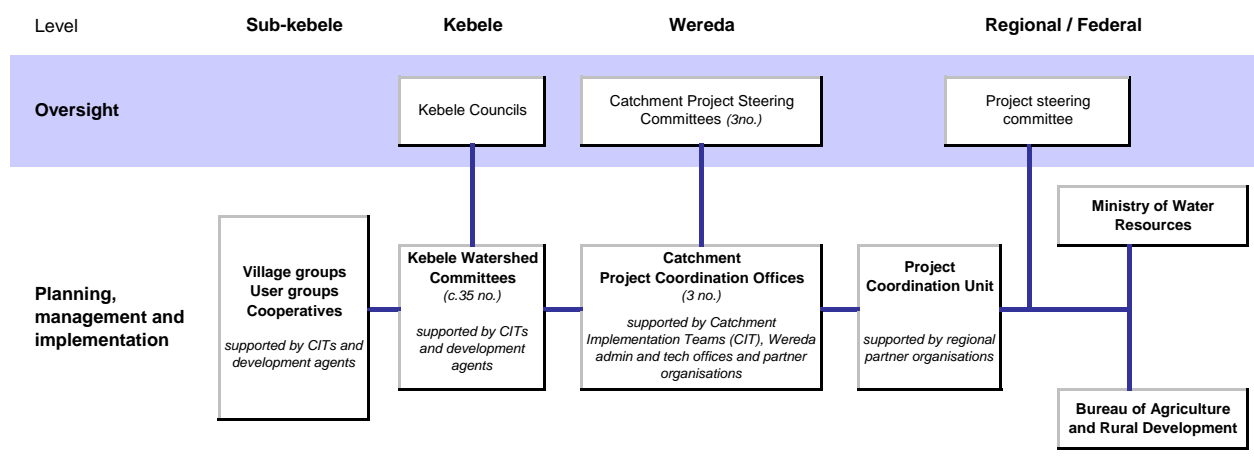 Level
Sub-kebele
Kebele
Wereda
Regional / Federal
Oversight
Kebele Councils
Catchment Project Steering
Committees (3no.)
Project steering
committee
Planning,
management and
implementation
Village groups
User groups
Cooperatives
supported by CITs and
development agents
Kebele Watershed
Committees
(c.35 no.)
supported by CITs
and development
agents
Catchment
Project Coordination Offices
(3 no.)
supported by Catchment
Implementation Teams (CIT), Wereda
admin and tech offices and partner
organisations
Project
Coordination Unit
supported by regional
partner organisations
Ministry of Water
Resources
Bureau of Agriculture
and Rural Development